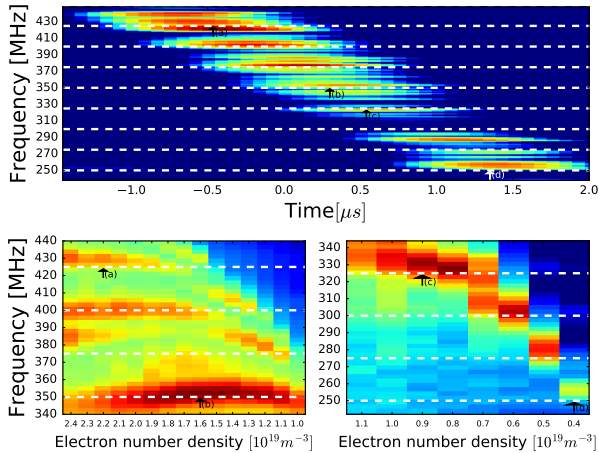 Frequency [MHz]
430
410
390
370
350
330
310
290
270
250
(a)
(b)
(c)
(d)
−1.0
−0.5
0.0
0.5
1.0
1.5
2.0
Time[μs]
Frequency [MHz]
440
430
420
410
400
390
380
370
360
350
340
(a)
(b)
2.4 2.3 2.2 2.1 2.0 1.9 1.8 1.7 1.6 1.5 1.4 1.3 1.2 1.1 1.0
Electron number density [10¹⁹m⁻³]
340
330
320
310
300
290
280
270
260
250
(c)
(d)
1.1 1.0 0.9 0.8 0.7 0.6 0.5 0.4
Electron number density [10¹⁹m⁻³]